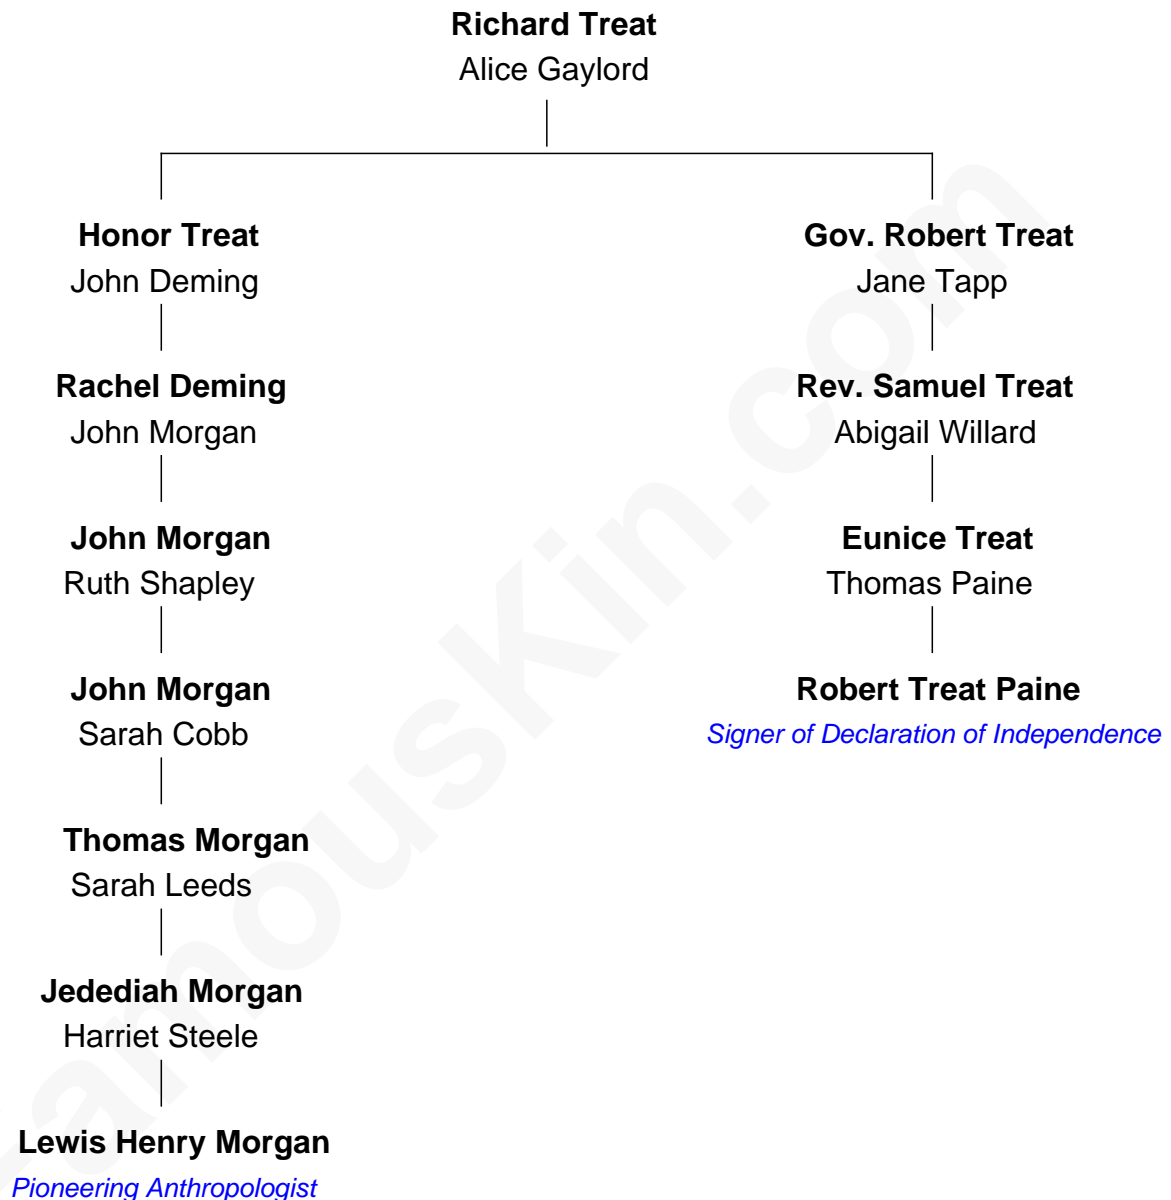 Richard Treat
Alice Gaylord
Honor Treat
John Deming
Gov. Robert Treat
Jane Tapp
Rachel Deming
John Morgan
Rev. Samuel Treat
Abigail Willard
John Morgan
Ruth Shapley
Eunice Treat
Thomas Paine
John Morgan
Sarah Cobb
Robert Treat Paine
Signer of Declaration of Independence
Thomas Morgan
Sarah Leeds
Jedediah Morgan
Harriet Steele
Lewis Henry Morgan
Pioneering Anthropologist
FamousKin.com